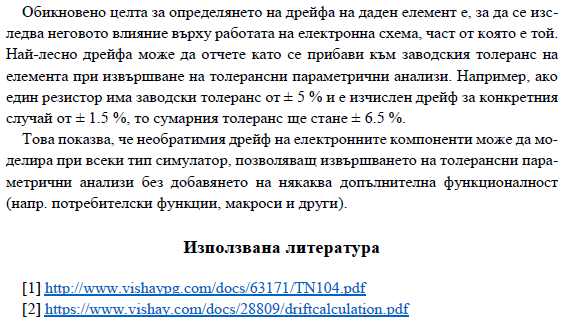 Обикновено целта за определянето на дрейфа на даден елемент е, за да се изс-
ледва неговото влияние върху работата на електронна схема, част от която е той.
Най-лесно дрейфа може да отчете като се прибави към заводския толеранс на
елемента при извършване на толерансни параметрични анализи. Например, ако
един резистор има заводски толеранс от ± 5 % и е изчислен дрейф за конкретния
случай от ± 1.5 %, то сумарния толеранс ще стане ± 6.5 %.
Това показва, че необратимия дрейф на електронните компоненти може да мо-
делира при всеки тип симулатор, позволяващ извършването на толерансни пара-
метрични анализи без добавянето на някаква допълнителна функционалност
(напр. потребителски функции, макроси и други).
Използвана литература
[1] http://www.vishaypg.com/docs/63171/TN104.pdf
[2] https://www.vishay.com/docs/28809/driftcalculation.pdf